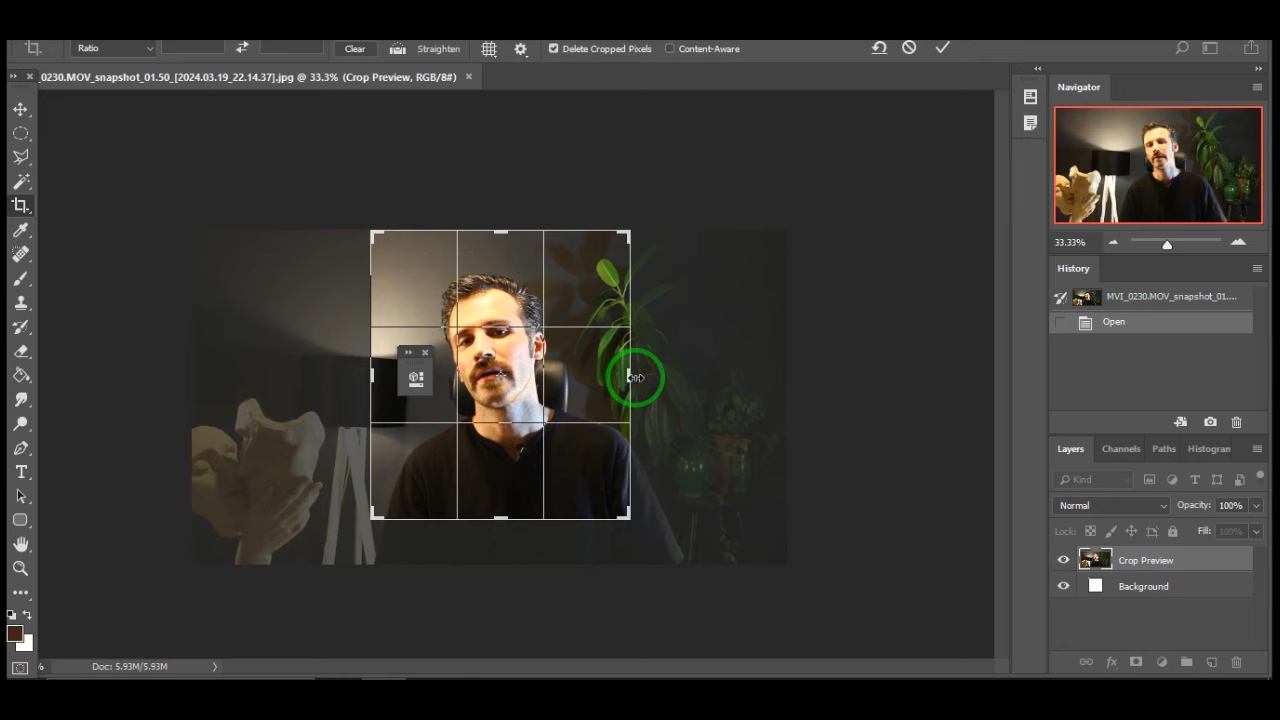 Ratio
Clear
Straighten
Delete Cropped Pixels
Content-Aware
_0230.MOV_snapshot_01.50_[2024.03.19_22.14.37].jpg @ 33.3% (Crop Preview, RGB/8#)
Navigator
33.33%
History
MVI_0230.MOV_snapshot_01....
Open
Layers
Channels
Paths
Histogran
Kind
Normal
Opacity: 100%
Lock:
Fill: 100%
Crop Preview
Background
% Doc: 5.93M/5.93M